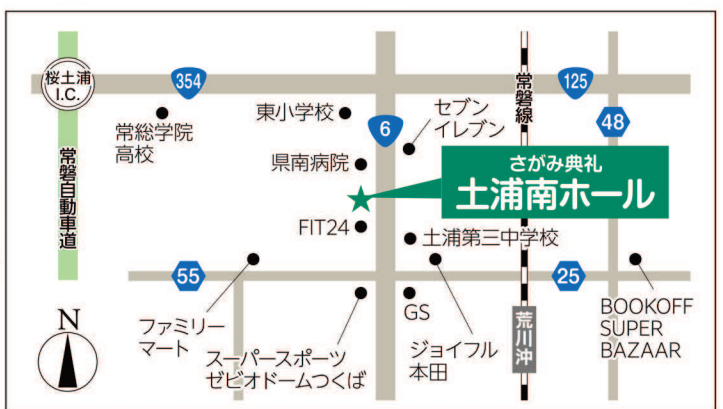 桜土浦
I.C.
354
125
常磐線
常総学院
高校
東小学校
6
セブン
イレブン
48
県南病院
さがみ典礼
土浦南ホール
常磐自動車道
FIT24
土浦第三中学校
55
25
N
ファミリー
マート
スーパースポーツ
ゼビオドームつくば
GS
ジョイフル
本田
荒川沖
BOOKOFF
SUPER
BAZAAR